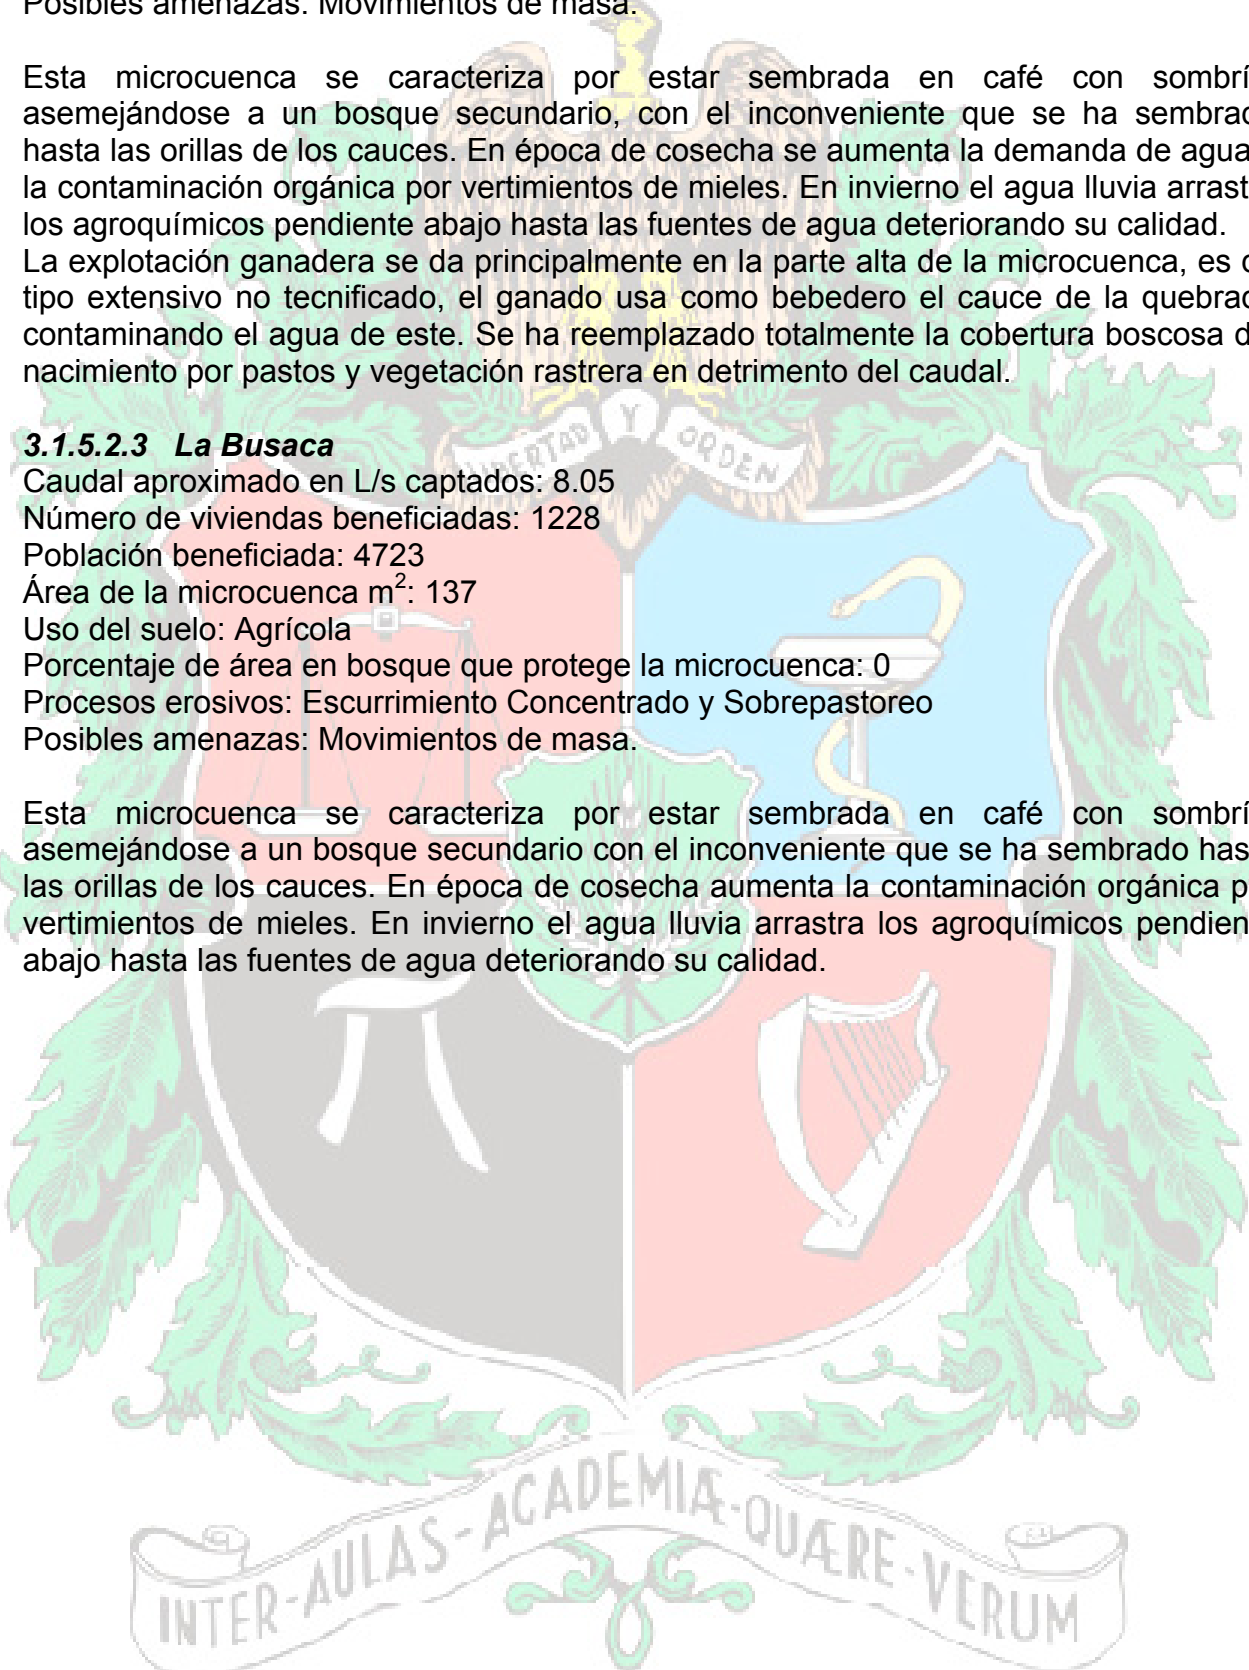 Posibles amenazas: Movimientos de masa.
Esta microcuenca se caracteriza por estar sembrada en café con sombrí
asemejándose a un bosque secundario, con el inconveniente que se ha sembrad
hasta las orillas de los cauces. En época de cosecha se aumenta la demanda de agua
la contaminación orgánica por vertimientos de mieles. En invierno el agua lluvia arrast
los agroquímicos pendiente abajo hasta las fuentes de agua deteriorando su calidad.
La explotación ganadera se da principalmente en la parte alta de la microcuenca, es d
tipo extensivo no tecnificado, el ganado usa como bebedero el cauce de la quebrad
contaminando el agua de este. Se ha reemplazado totalmente la cobertura boscosa d
nacimiento por pastos y vegetación rastrera en detrimento del caudal.
LIBERTAD Y ORDEN
3.1.5.2.3 La Busaca
Caudal aproximado en L/s captados: 8.05
Número de viviendas beneficiadas: 1228
Población beneficiada: 4723
Área de la microcuenca m²: 137
Uso del suelo: Agrícola
Porcentaje de área en bosque que protege la microcuenca: 0
Procesos erosivos: Escurrimiento Concentrado y Sobrepastoreo
Posibles amenazas: Movimientos de masa.
Esta microcuenca se caracteriza por estar sembrada en café con sombrí
asemejándose a un bosque secundario con el inconveniente que se ha sembrado has
las orillas de los cauces. En época de cosecha aumenta la contaminación orgánica p
vertimientos de mieles. En invierno el agua lluvia arrastra los agroquímicos pendien
abajo hasta las fuentes de agua deteriorando su calidad.
INTER-AULAS-ACADEMIÆ-QUÆRE-VERUM